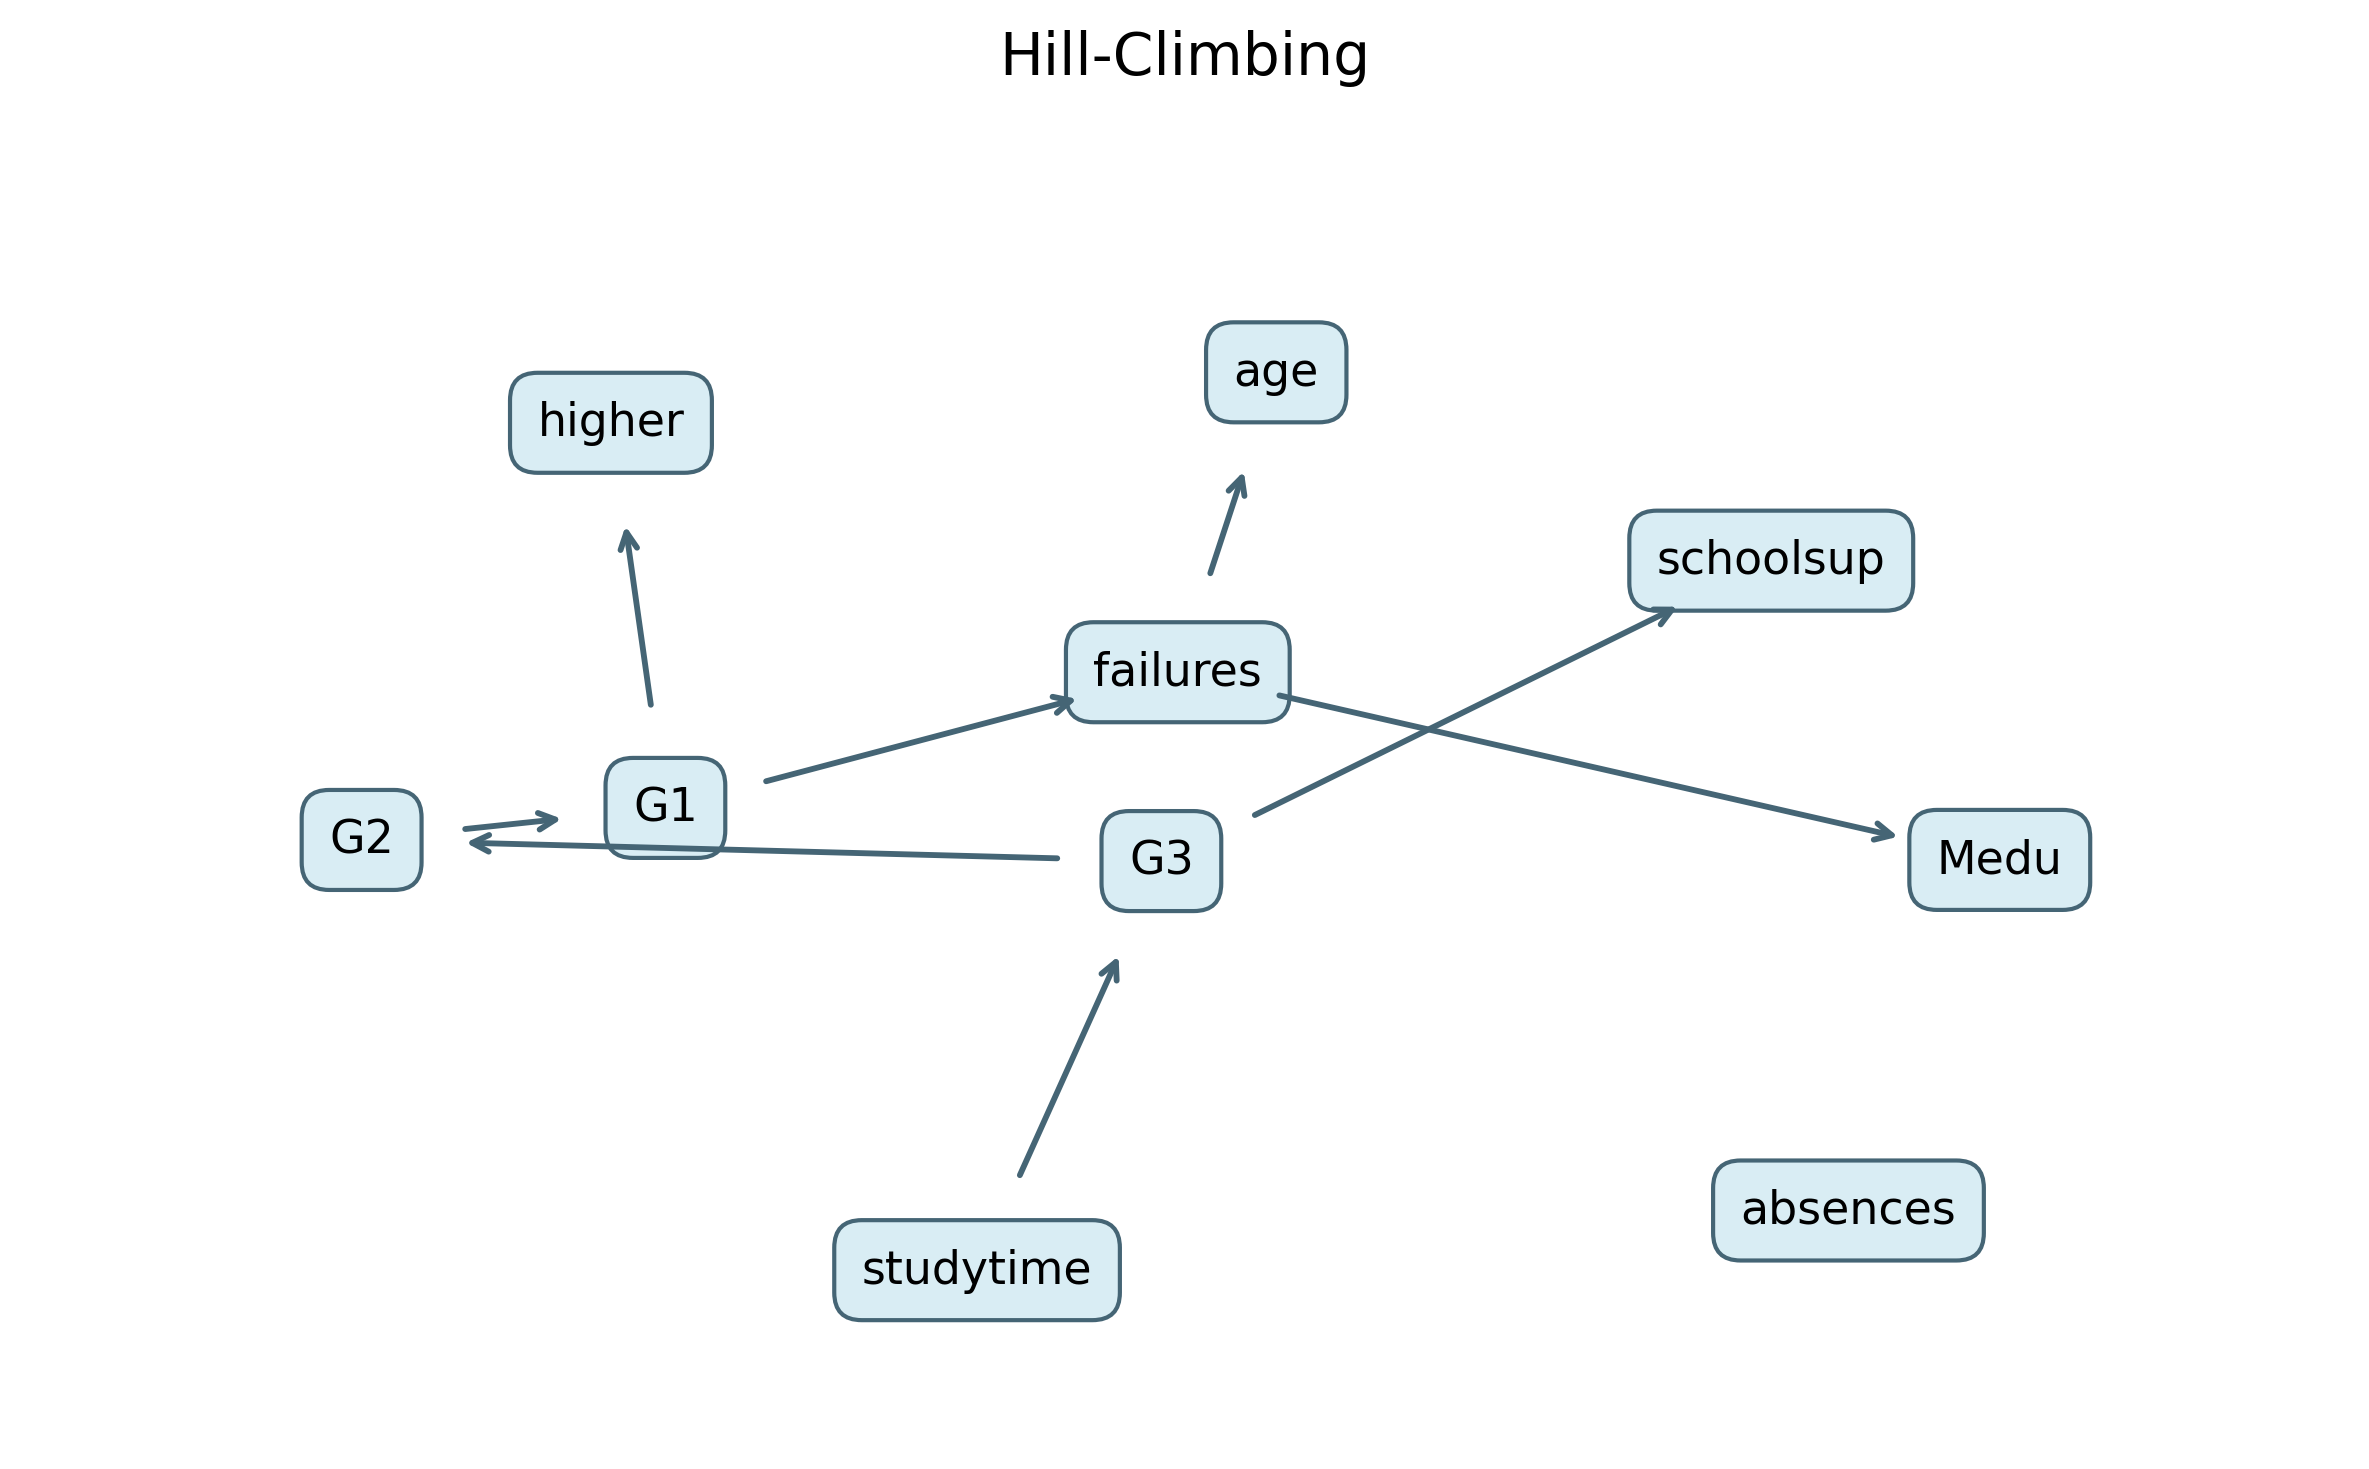 Hill-Climbing
age
higher
schoolsup
failures
G1
G2
G3
Medu
absences
studytime